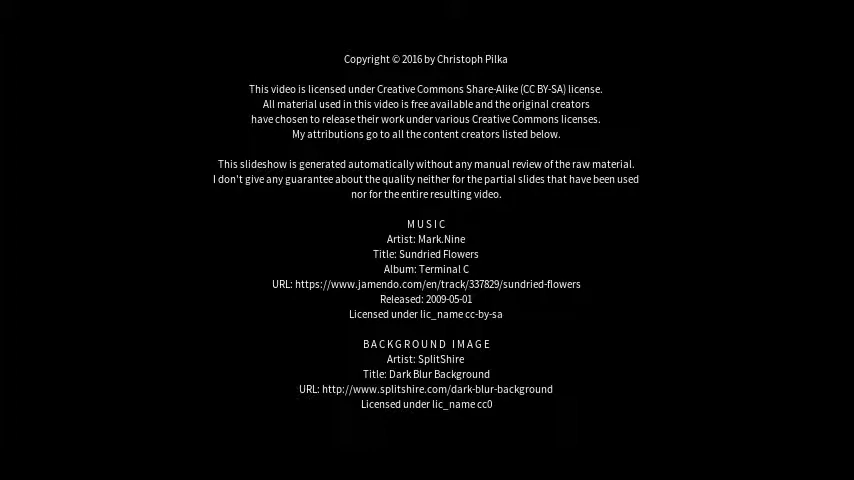 Copyright © 2016 by Christoph Pilka
This video is licensed under Creative Commons Share-Alike (CC BY-SA) license.
All material used in this video is free available and the original creators
have chosen to release their work under various Creative Commons licenses.
My attributions go to all the content creators listed below.
This slideshow is generated automatically without any manual review of the raw material.
I don't give any guarantee about the quality neither for the partial slides that have been used
nor for the entire resulting video.
MUSIC
Artist: Mark.Nine
Title: Sundried Flowers
Album: Terminal C
URL: https://www.jamendo.com/en/track/337829/sundried-flowers
Released: 2009-05-01
Licensed under lic_name cc-by-sa
BACKGROUND IMAGE
Artist: SplitShire
Title: Dark Blur Background
URL: http://www.splitshire.com/dark-blur-background
Licensed under lic_name cc0